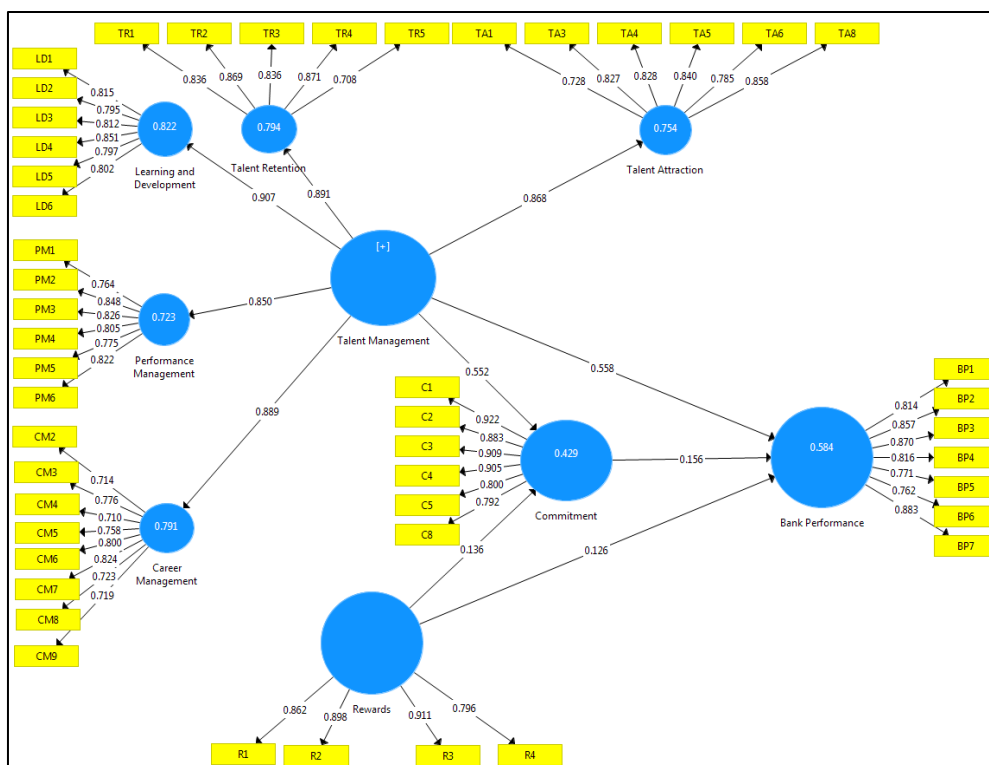 TR1
TR2
TR3
TR4
TR5
TA1
TA3
TA4
TA5
TA6
TA8
0.836
0.869
0.836
0.871
0.708
0.728
0.827
0.828
0.840
0.785
0.858
LD1
LD2
LD3
LD4
LD5
LD6
0.815
0.795
0.812
0.851
0.797
0.802
0.822
Learning and
Development
0.794
Talent Retention
0.754
Talent Attraction
0.907
0.891
0.868
[+]
Talent Management
PM1
PM2
PM3
PM4
PM5
PM6
0.764
0.848
0.826
0.805
0.775
0.822
0.723
Performance
Management
0.850
0.889
0.552
0.558
CM2
CM3
CM4
CM5
CM6
CM7
CM8
CM9
0.714
0.776
0.710
0.758
0.800
0.824
0.723
0.719
0.791
Career
Management
C1
C2
C3
C4
C5
C8
0.922
0.883
0.909
0.905
0.800
0.792
0.429
Commitment
0.156
0.136
0.126
0.584
Bank Performance
0.814
0.857
0.870
0.816
0.771
0.762
0.883
BP1
BP2
BP3
BP4
BP5
BP6
BP7
Rewards
0.862
0.898
0.911
0.796
R1
R2
R3
R4